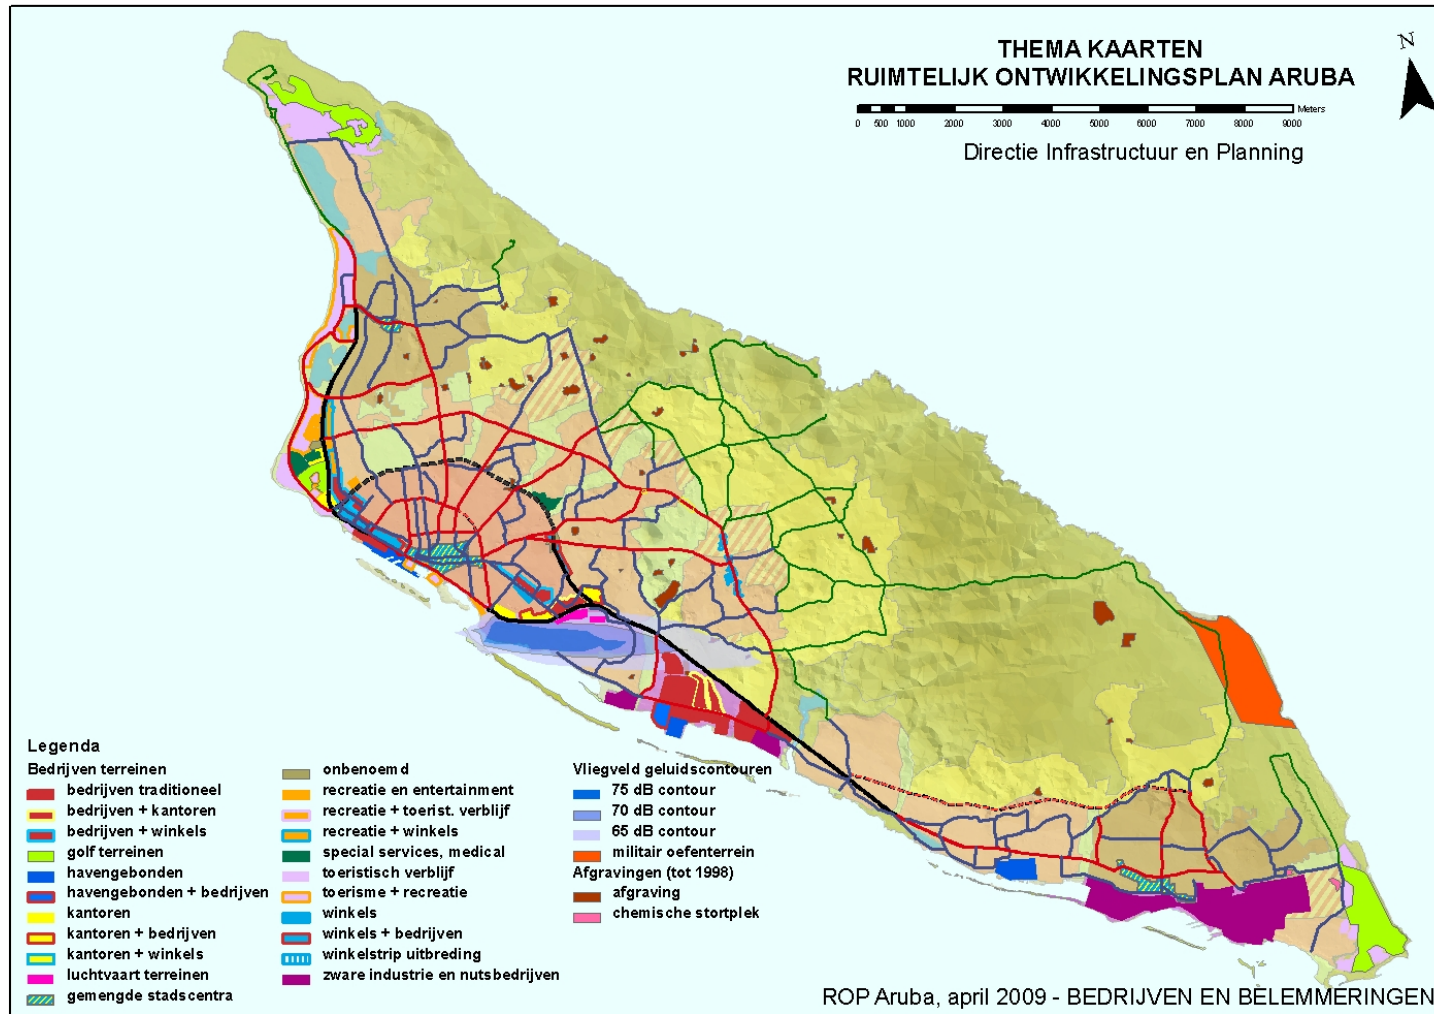 THEMA KAARTEN
RUIMTELIJK ONTWIKKELINGSPLAN ARUBA
N
Meters
0 500 1000 2000 3000 4000 5000 6000 7000 8000 9000
Directie Infrastructuur en Planning
Legenda
Bedrijven terreinen
bedrijven traditioneel
bedrijven + kantoren
bedrijven + winkels
golf terreinen
havengebonden
havengebonden + bedrijven
kantoren
kantoren + bedrijven
kantoren + winkels
luchtvaart terreinen
gemengde stadscentra
onbenoemd
recreatie en entertainment
recreatie + toerist. verblijf
recreatie + winkels
special services, medical
toeristisch verblijf
toerisme + recreatie
winkels
winkels + bedrijven
winkelstrip uitbreding
zware industrie en nutsbedrijven
Vliegveld geluidscontouren
75 dB contour
70 dB contour
65 dB contour
militair oefenterrein
Afgravingen (tot 1998)
afgraving
chemische stortplek
ROP Aruba, april 2009 - BEDRIJVEN EN BELEMMERINGEN